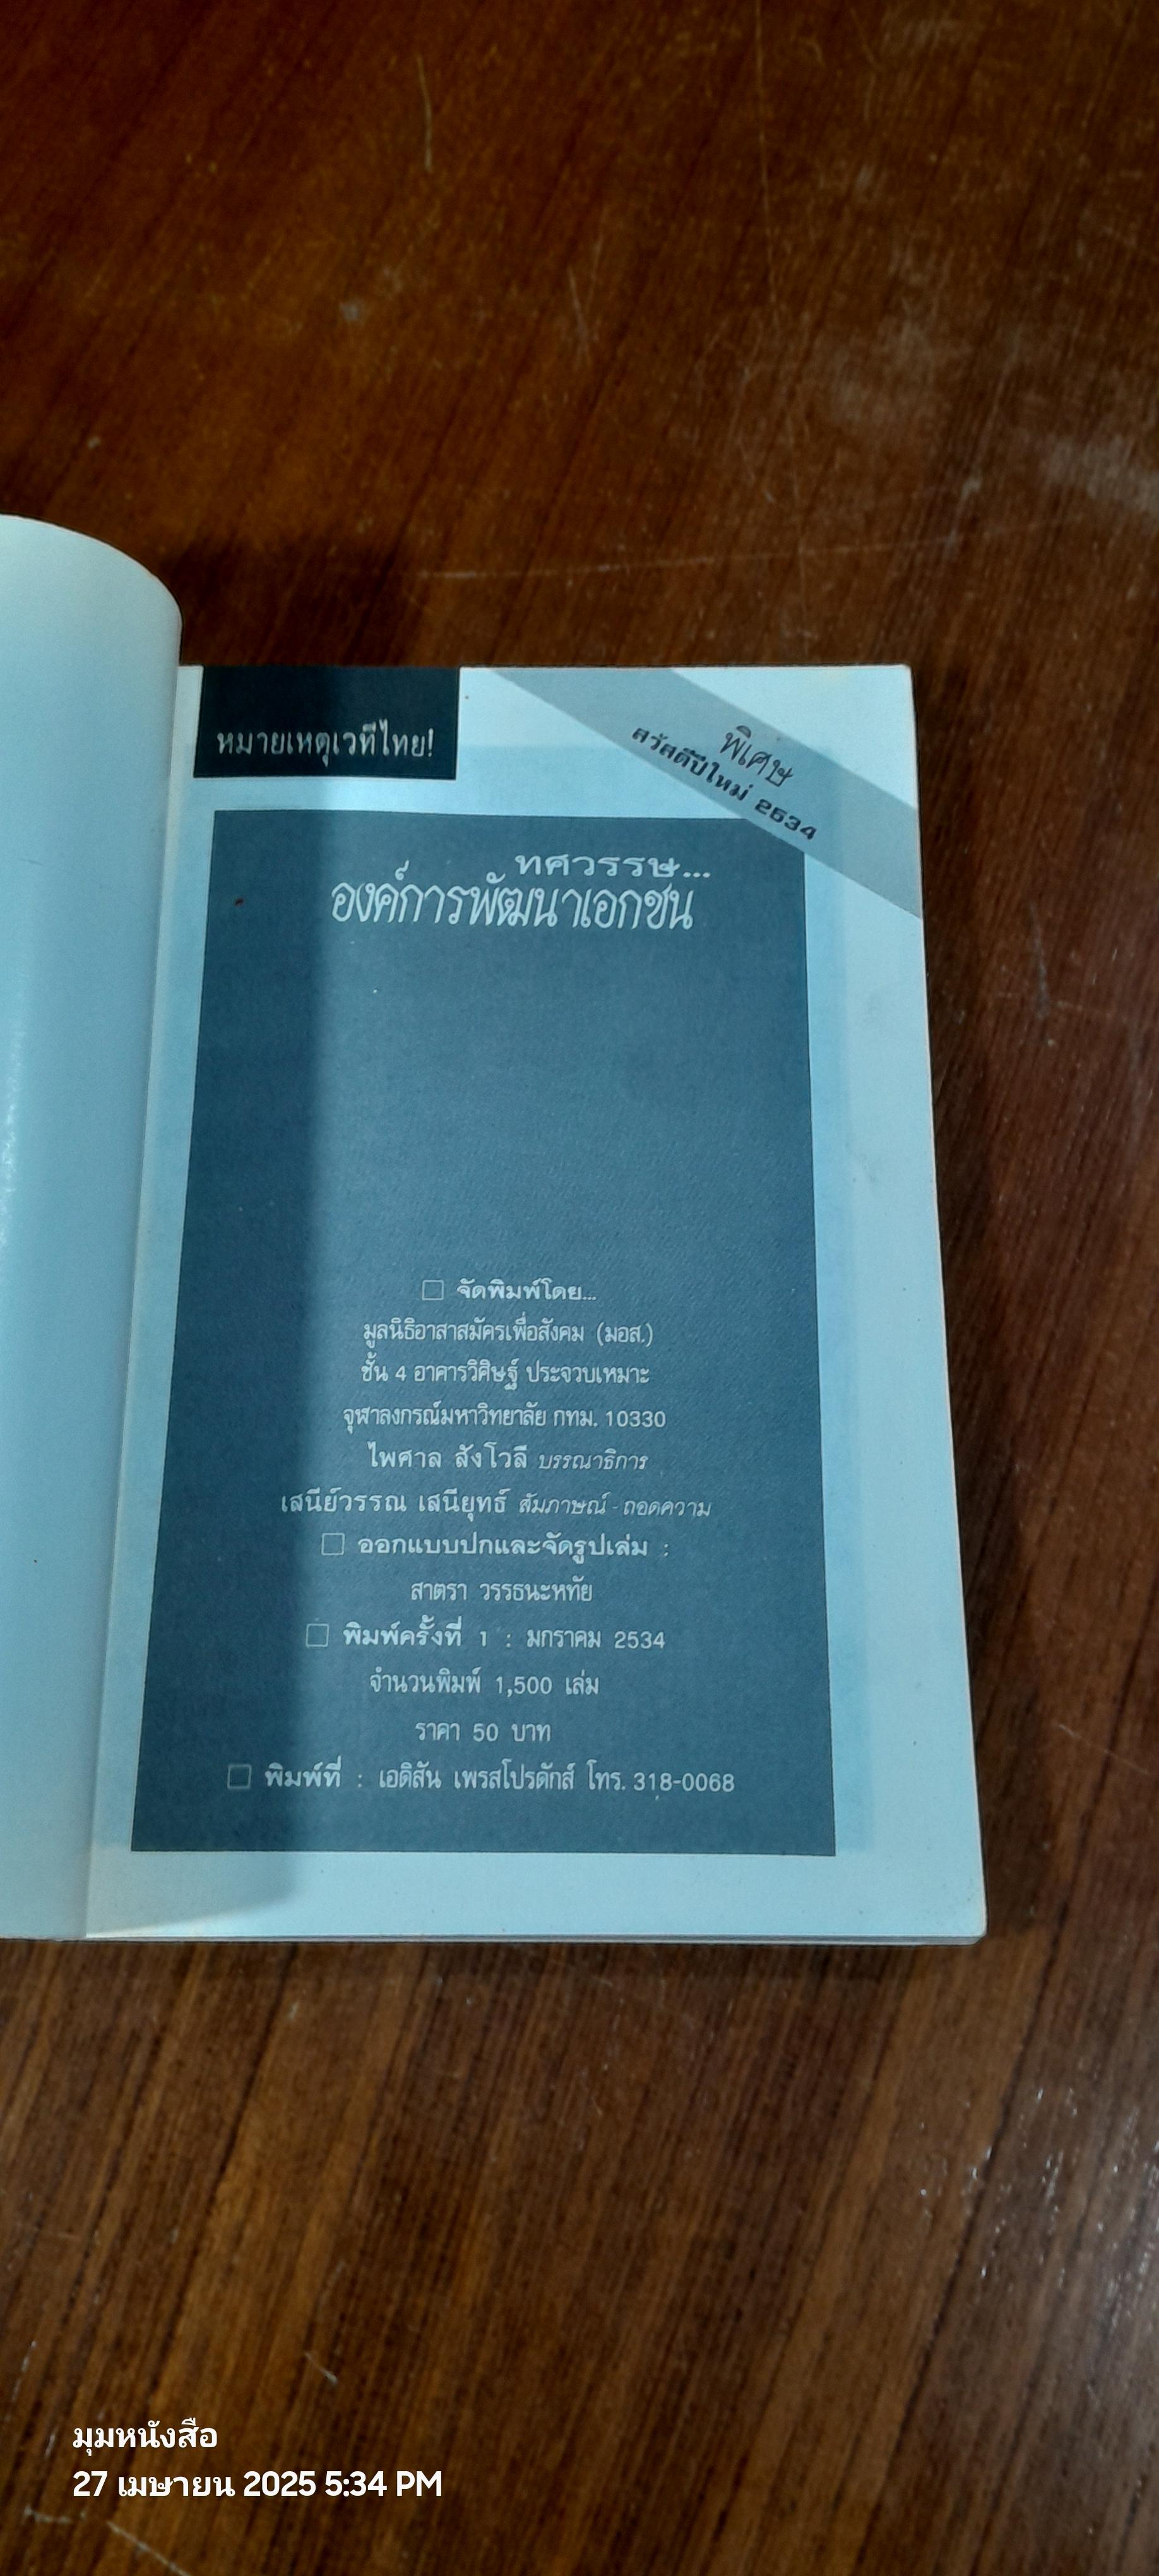 หมายเหตุเวทีไทย!
พิเศษ
สวัสดีปีใหม่ 2534
ทศวรรษ...
องค์การพัฒนาเอกชน
□ จัดพิมพ์โดย...
มูลนิธิอาสาสมัครเพื่อสังคม (มอส.)
ชั้น 4 อาคารวิศิษฐ์ ประจวบเหมาะ
จุฬาลงกรณ์มหาวิทยาลัย กทม. 10330
ไพศาล สังโวลี บรรณาธิการ
เสนีย์วรรณ เสนียุทธ์ สัมภาษณ์ - ถอดความ
□ ออกแบบปกและจัดรูปเล่ม :
สาตรา วรรธนะหทัย
□ พิมพ์ครั้งที่ 1 : มกราคม 2534
จำนวนพิมพ์ 1,500 เล่ม
ราคา 50 บาท
□ พิมพ์ที่ : เอดิสัน เพรสโปรดักส์ โทร. 318-0068
มุมหนังสือ
27 เมษายน 2025 5:34 PM